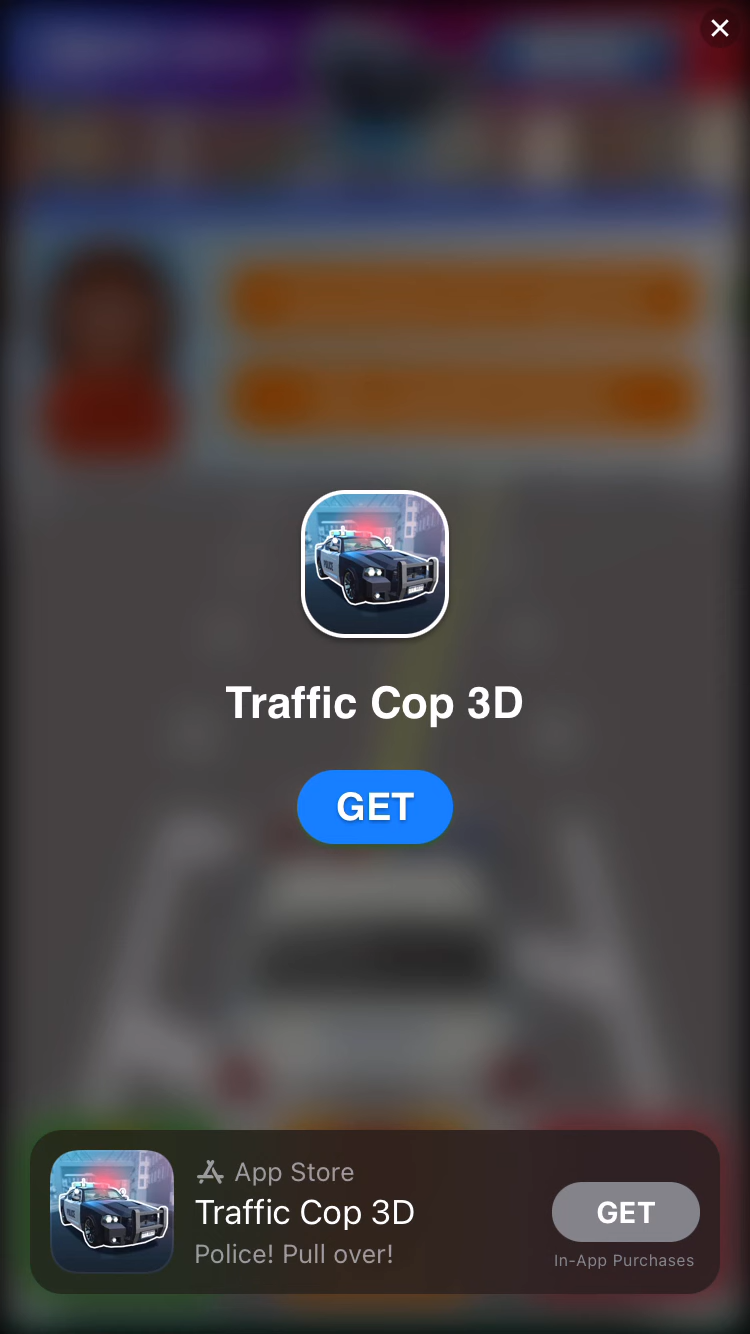 Traffic Cop 3D
GET
App Store
Traffic Cop 3D
Police! Pull over!
GET
In-App Purchases